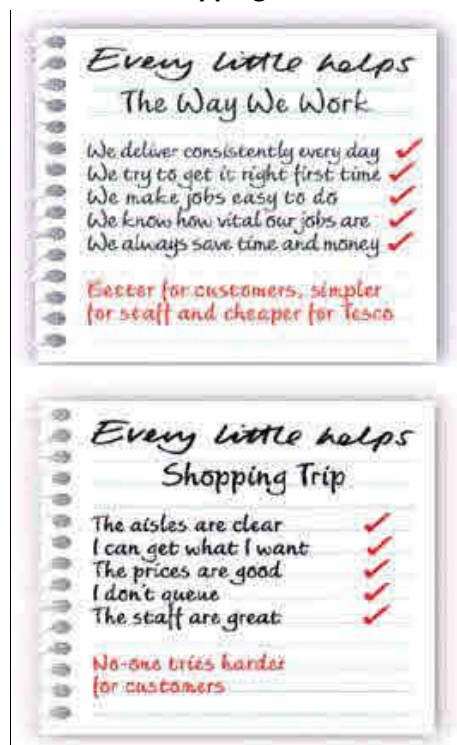 Every little helps
The Way We Work
We deliver consistently every day
We try to get it right first time
We make jobs easy to do
We know how vital our jobs are
We always save time and money
Better for customers, simpler
for staff and cheaper for Tesco
Every little helps
Shopping Trip
The aisles are clear
I can get what I want
The prices are good
I don't queue
The staff are great
No-one tries harder
for customers